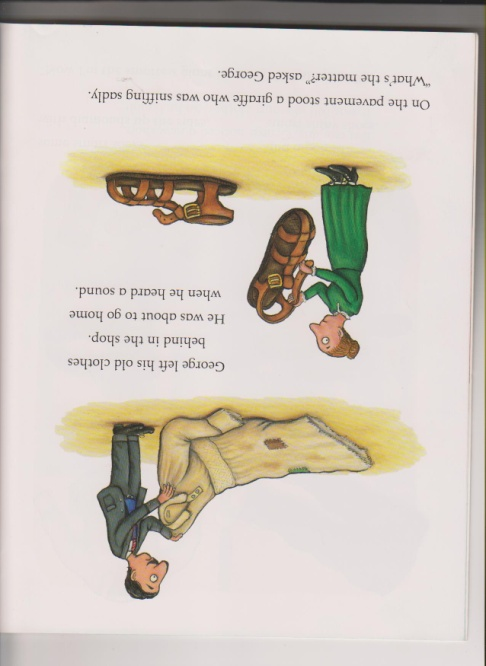 George left his old clothes
behind in the shop.
He was about to go home
when he heard a sound.
On the pavement stood a giraffe who was sniffing sadly.
“What’s the matter?” asked George.